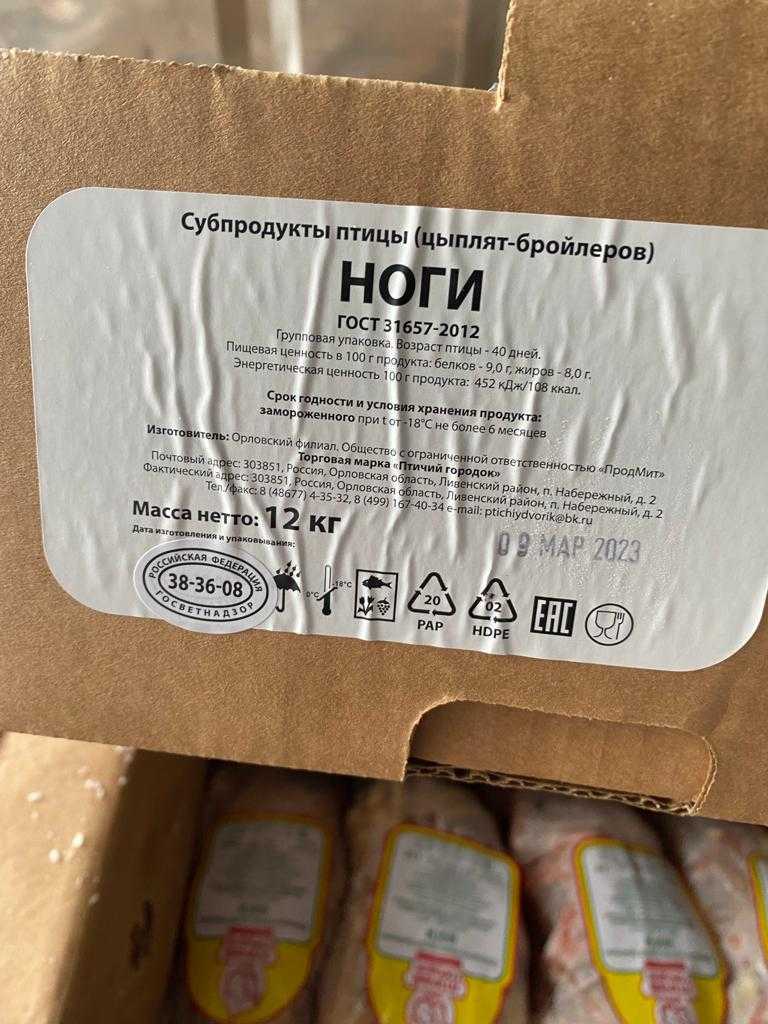 Субпродукты птицы (цыплят-бройлеров)
НОГИ
ГОСТ 31657-2012
Групповая упаковка. Возраст птицы - 40 дней.
Пищевая ценность в 100 г продукта: белков - 9,0 г, жиров - 8,0 г.
Энергетическая ценность 100 г продукта: 452 кДж/108 ккал.
Срок годности и условия хранения продукта:
замороженного при t от -18°С не более 6 месяцев
Изготовитель: Орловский филиал. Общество с ограниченной ответственностью «ПродМит»
Торговая марка «Птичий городок»
Почтовый адрес: 303851, Россия, Орловская область, Ливенский район, п. Набережный, д. 2
Фактический адрес: 303851, Россия, Орловская область, Ливенский район, п. Набережный, д. 2
Тел./факс: 8 (48677) 4-35-32, 8 (499) 167-40-34 e-mail: ptichiydvorik@bk.ru
Масса нетто: 12 кг
Дата изготовления и упаковывания:
09 МАР 2023
РОССИЙСКАЯ ФЕДЕРАЦИЯ
38-36-08
ГОСВЕТНАДЗОР
0°С
-18°С
20
PAP
02
HDPE
EAC